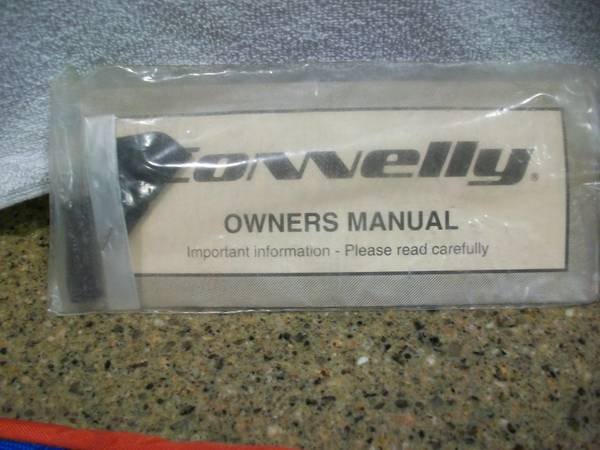 Connelly®
OWNERS MANUAL
Important information - Please read carefully